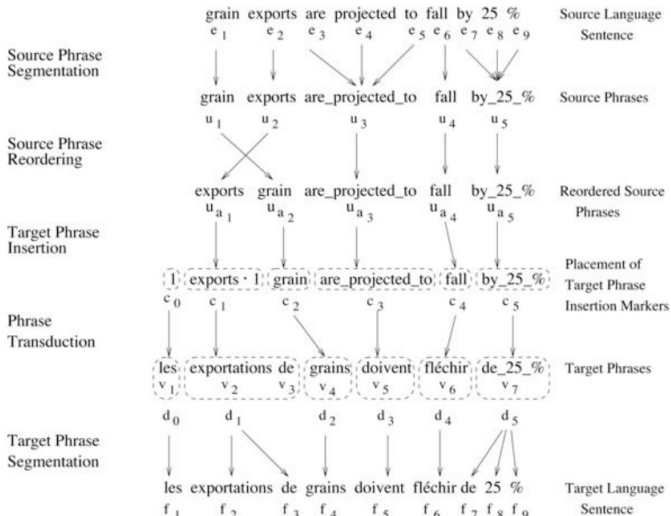 grain exports are projected to fall by 25 % Source Language
e 1 e 2 e 3 e 4 e 5 e 6 e 7 e 8 e 9 Sentence
Source Phrase
Segmentation
grain exports are_projected_to fall by_25_% Source Phrases
u 1 u 2 u 3 u 4 u 5
Source Phrase
Reordering
exports grain are_projected_to fall by_25_% Reordered Source
u a 1 u a 2 u a 3 u a 4 u a 5 Phrases
Target Phrase
Insertion
Placement of
1 exports · 1 grain are_projected_to fall by_25_% Target Phrase
c 0 c 1 c 2 c 3 c 4 c 5 Insertion Markers
Phrase
Transduction
les exportations de grains doivent fléchir de_25_% Target Phrases
v 1 v 2 v 3 v 4 v 5 v 6 v 7
d 0 d 1 d 2 d 3 d 4 d 5
Target Phrase
Segmentation
les exportations de grains doivent fléchir de 25 % Target Language
f 1 f 2 f 3 f 4 f 5 f 6 f 7 f 8 f 9 Sentence